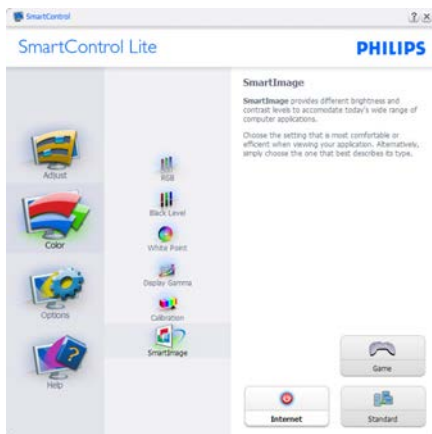 SmartControl
SmartControl Lite
PHILIPS
Adjust
Color
Options
Help
RGB
Black Level
White Point
Display Gamma
Calibration
SmartImage
SmartImage
SmartImage provides different brightness and
contrast levels to accomodate today's wide range of
computer applications.
Choose the setting that is most comfortable or
efficient when viewing your application. Alternatively,
simply choose the one that best describes its type.
Game
Internet
Standard